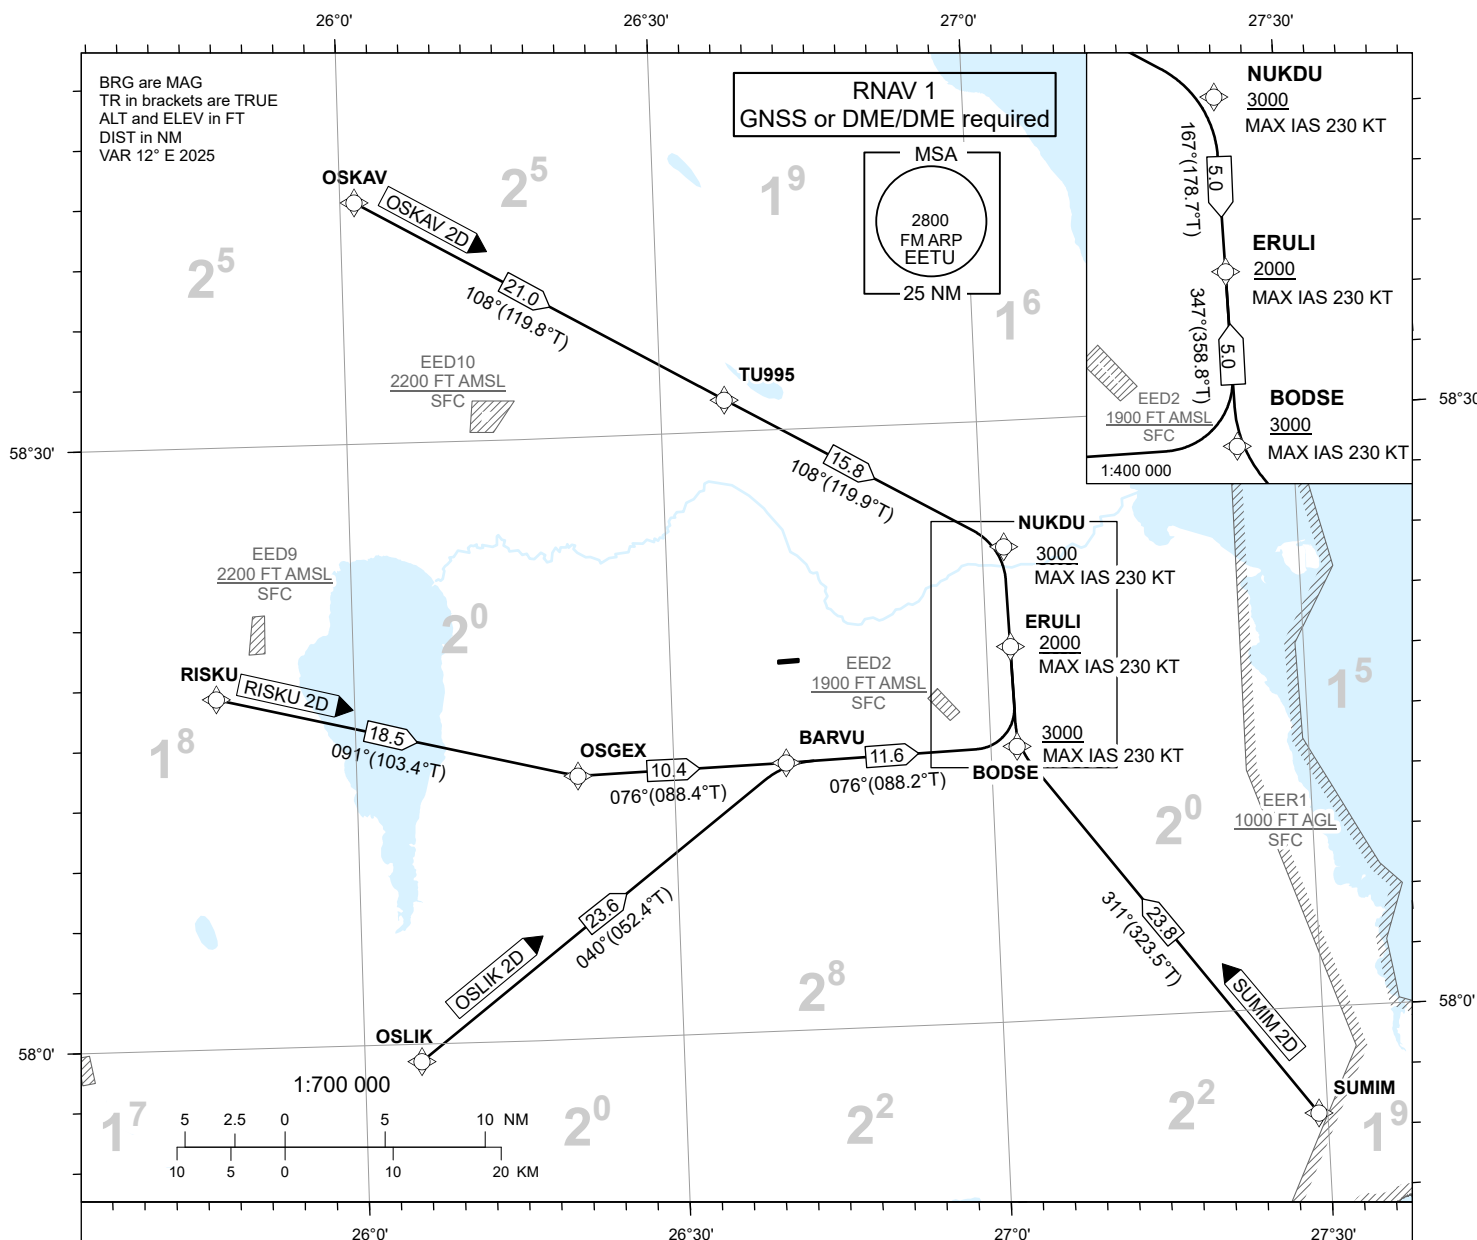 26°0'
26°30'
27°0'
27°30'
BRG are MAG
TR in brackets are TRUE
ALT and ELEV in FT
DIST in NM
VAR 12° E 2025
RNAV 1
GNSS or DME/DME required
MSA
2800
FM ARP
EETU
25 NM
NUKDU
3000
MAX IAS 230 KT
167°(178.7°T)
5.0
ERULI
2000
MAX IAS 230 KT
347°(358.8°T)
5.0
BODSE
3000
MAX IAS 230 KT
EED2
1900 FT AMSL
SFC
1:400 000
OSKAV
OSKAV 2D
21.0
108°(119.8°T)
2⁵
1⁹
2⁵
1⁶
EED10
2200 FT AMSL
SFC
TU995
58°30'
58°30'
15.8
108°(119.9°T)
NUKDU
3000
MAX IAS 230 KT
EED9
2200 FT AMSL
SFC
2⁰
ERULI
2000
MAX IAS 230 KT
EED2
1900 FT AMSL
SFC
1⁵
RISKU
RISKU 2D
18.5
091°(103.4°T)
1⁸
OSGEX
10.4
076°(088.4°T)
BARVU
11.6
076°(088.2°T)
3000
MAX IAS 230 KT
BODSE
2⁰
EER1
1000 FT AGL
SFC
23.6
040°(052.4°T)
OSLIK 2D
23.8
311°(323.5°T)
SUMIM 2D
2⁸
58°0'
58°0'
OSLIK
SUMIM
1:700 000
1⁷
2⁰
2²
2²
1⁹
5 2.5 0 5 10 NM
10 5 0 10 20 KM
26°0'
26°30'
27°0'
27°30'